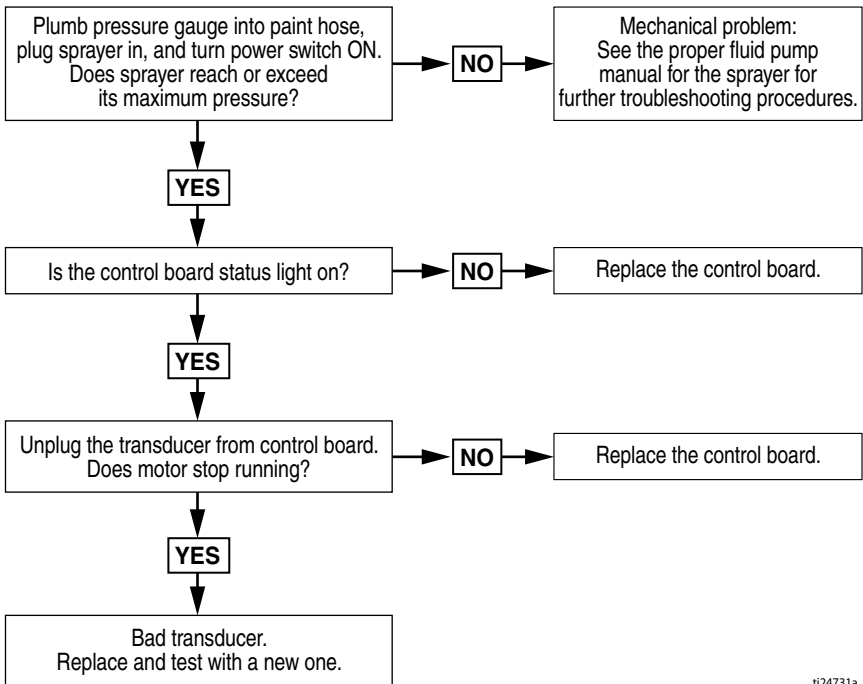 Plumb pressure gauge into paint hose,
plug sprayer in, and turn power switch ON.
Does sprayer reach or exceed
its maximum pressure?
NO
Mechanical problem:
See the proper fluid pump
manual for the sprayer for
further troubleshooting procedures.
YES
Is the control board status light on?
NO
Replace the control board.
YES
Unplug the transducer from control board.
Does motor stop running?
NO
Replace the control board.
YES
Bad transducer.
Replace and test with a new one.
ti24731a